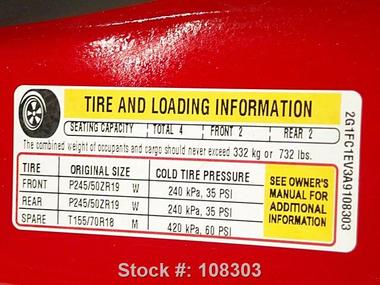 TIRE AND LOADING INFORMATION
SEATING CAPACITY | TOTAL 4 | FRONT 2 | REAR 2
The combined weight of occupants and cargo should never exceed 332 kg or 732 lbs.
TIRE ORIGINAL SIZE COLD TIRE PRESSURE
FRONT P245/50ZR19 W 240 kPa, 35 PSI
REAR P245/50ZR19 W 240 kPa, 35 PSI
SPARE T155/70R18 M 420 kPa, 60 PSI
SEE OWNER'S
MANUAL FOR
ADDITIONAL
INFORMATION
2G1FC1EV3A9108303
Stock #: 108303